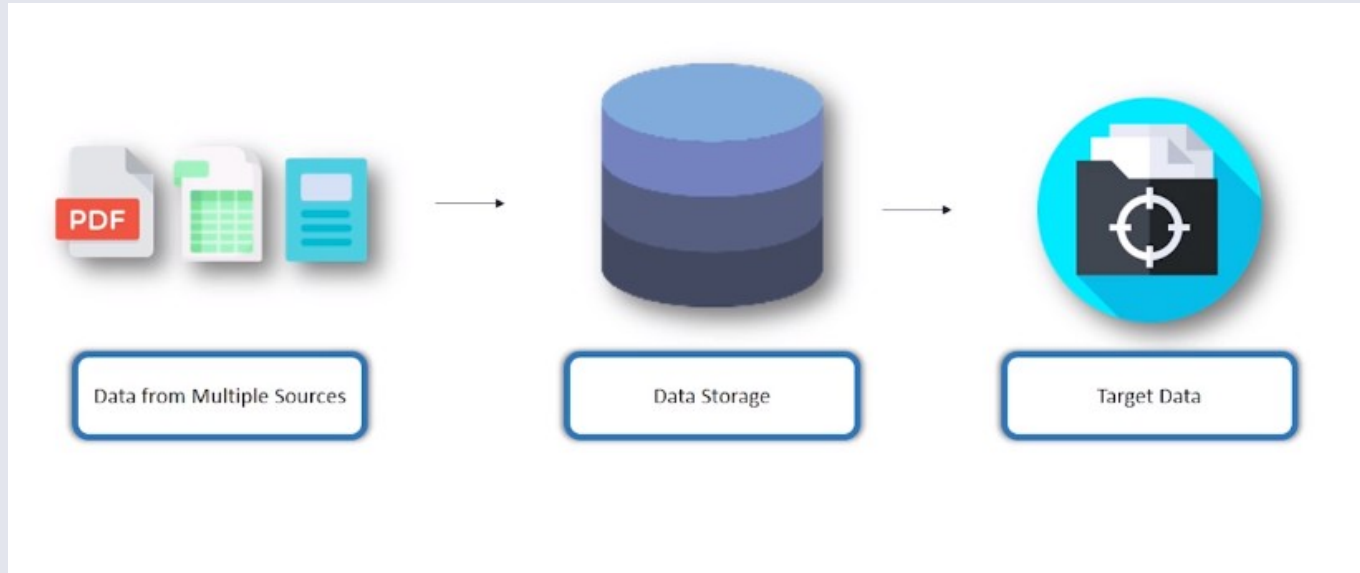 PDF
Data from Multiple Sources
Data Storage
Target Data